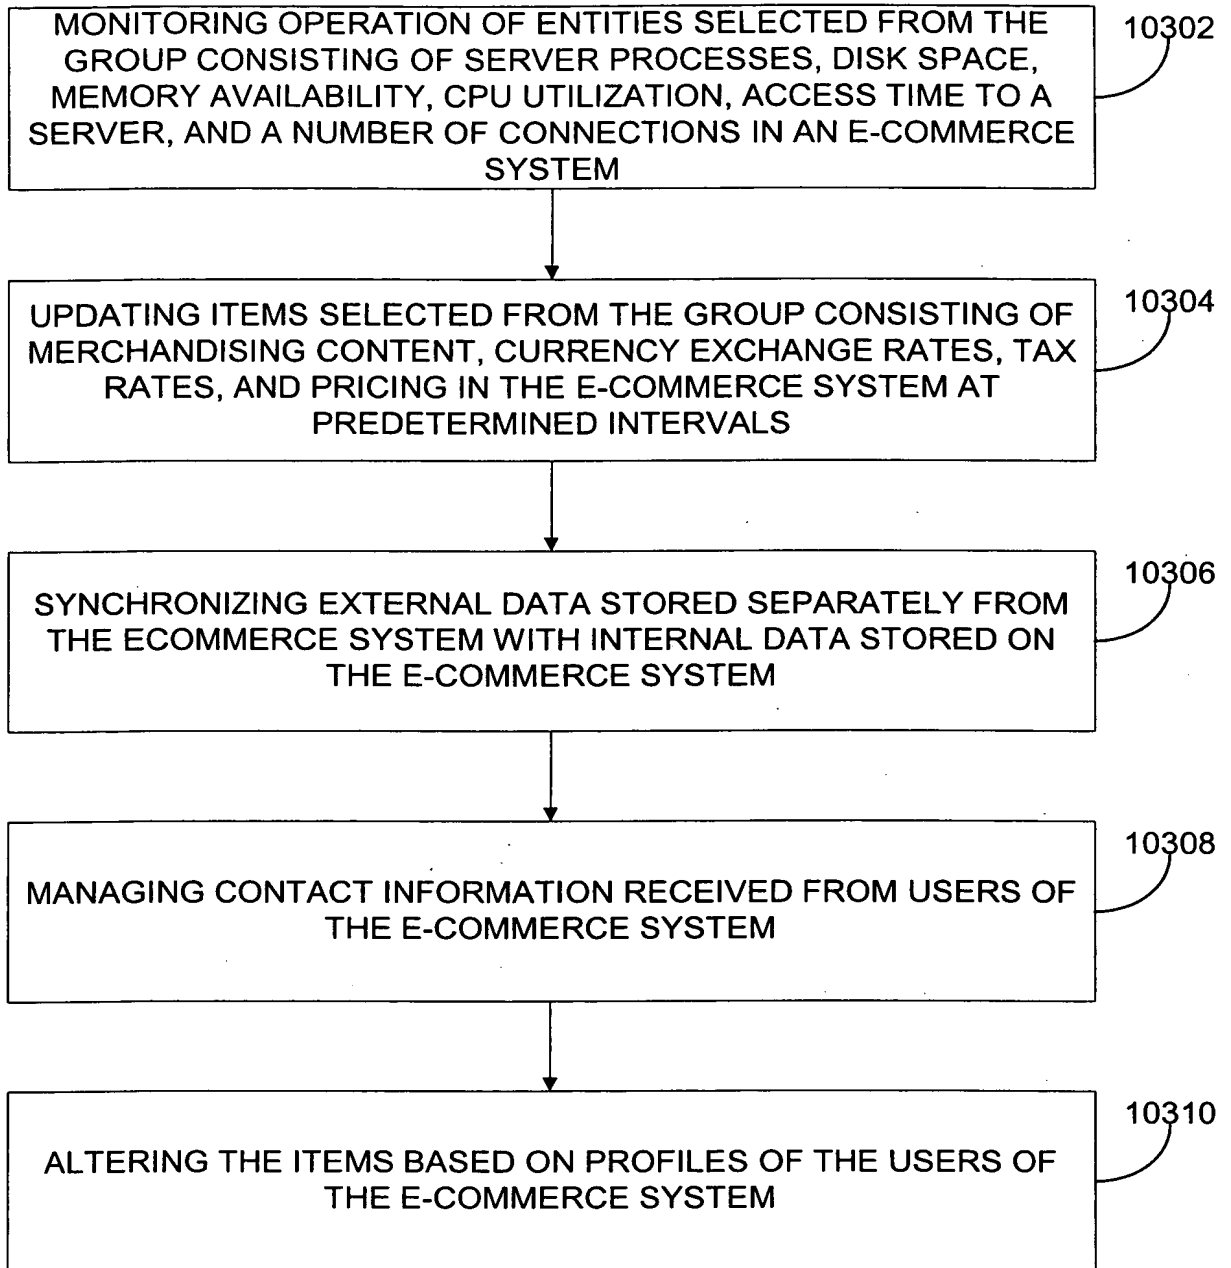 MONITORING OPERATION OF ENTITIES SELECTED FROM THE
GROUP CONSISTING OF SERVER PROCESSES, DISK SPACE,
MEMORY AVAILABILITY, CPU UTILIZATION, ACCESS TIME TO A
SERVER, AND A NUMBER OF CONNECTIONS IN AN E-COMMERCE
SYSTEM
10302
UPDATING ITEMS SELECTED FROM THE GROUP CONSISTING OF
MERCHANDISING CONTENT, CURRENCY EXCHANGE RATES, TAX
RATES, AND PRICING IN THE E-COMMERCE SYSTEM AT
PREDETERMINED INTERVALS
10304
SYNCHRONIZING EXTERNAL DATA STORED SEPARATELY FROM
THE ECOMMERCE SYSTEM WITH INTERNAL DATA STORED ON
THE E-COMMERCE SYSTEM
10306
MANAGING CONTACT INFORMATION RECEIVED FROM USERS OF
THE E-COMMERCE SYSTEM
10308
ALTERING THE ITEMS BASED ON PROFILES OF THE USERS OF
THE E-COMMERCE SYSTEM
10310